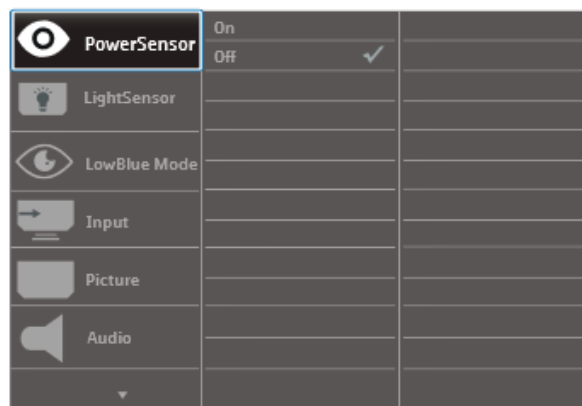 PowerSensor
On
Off
LightSensor
LowBlue Mode
Input
Picture
Audio